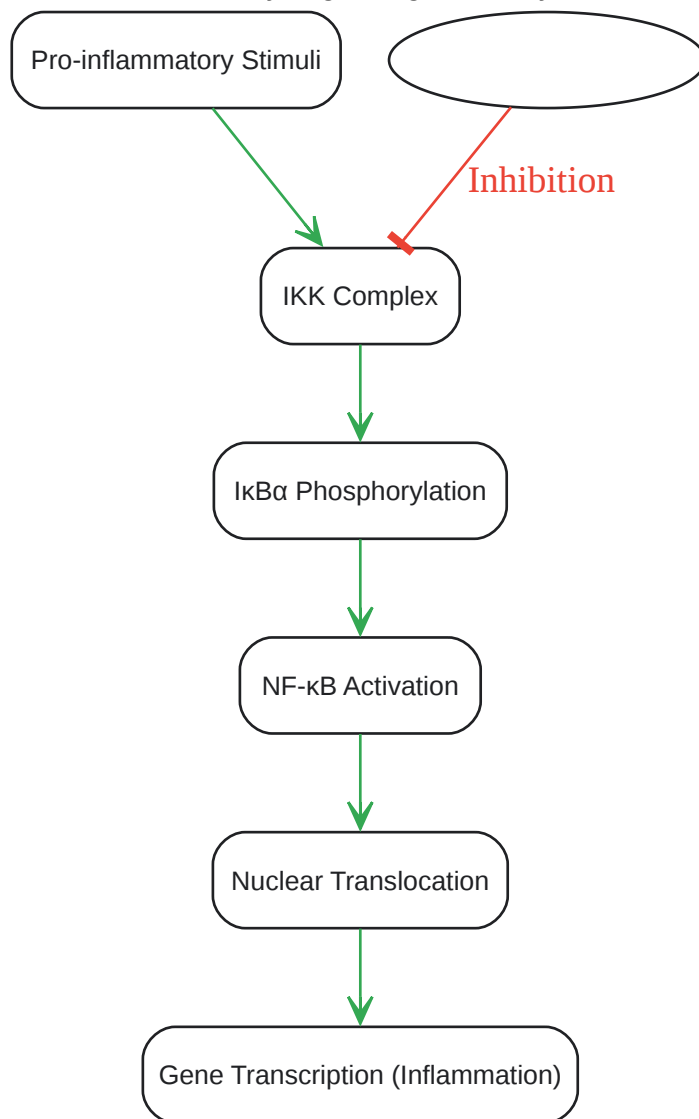 Pro-inflammatory Stimuli
Inhibition
IKK Complex
IκBα Phosphorylation
NF-κB Activation
Nuclear Translocation
Gene Transcription (Inflammation)